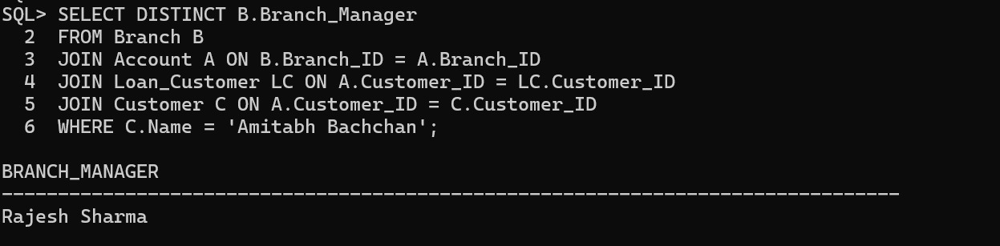 SQL> SELECT DISTINCT B.Branch_Manager
2 FROM Branch B
3 JOIN Account A ON B.Branch_ID = A.Branch_ID
4 JOIN Loan_Customer LC ON A.Customer_ID = LC.Customer_ID
5 JOIN Customer C ON A.Customer_ID = C.Customer_ID
6 WHERE C.Name = 'Amitabh Bachchan';
BRANCH_MANAGER
--------------------------------------------------------------------------------
Rajesh Sharma